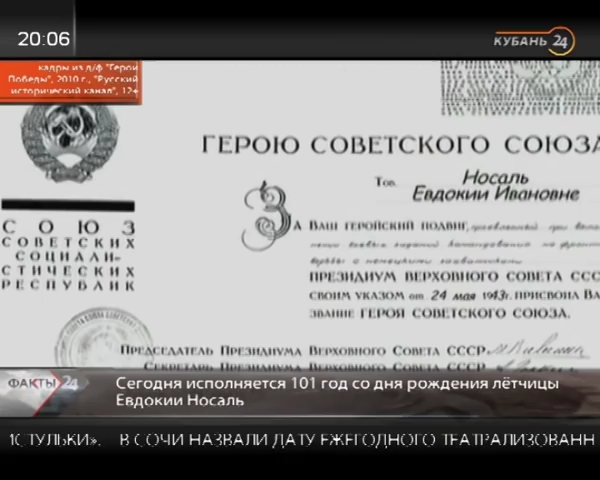 20:06
КУБАНЬ 24
кадры из д/ф "Герои
Победы", 2010 г., "Русский
исторический канал", 12+
ГЕРОЮ СОВЕТСКОГО СОЮЗА
Тов. Носаль
Евдокии Ивановне
СОЮЗ
СОВЕТСКИХ
СОЦИАЛИ-
СТИЧЕСКИХ
РЕСПУБЛИК
ЗА ВАШ ГЕРОЙСКИЙ ПОДВИГ,
ПРЕЗИДИУМ ВЕРХОВНОГО СОВЕТА СССР
СВОИМ УКАЗОМ от 24 мая 1943г. ПРИСВОИЛ ВА
ЗВАНИЕ ГЕРОЯ СОВЕТСКОГО СОЮЗА.
ПРЕДСЕДАТЕЛЬ ПРЕЗИДИУМА ВЕРХОВНОГО СОВЕТА СССР
СЕКРЕТАРЬ ПРЕЗИДИУМА ВЕРХОВНОГО СОВЕТА СССР
ФАКТЫ 24
Сегодня исполняется 101 год со дня рождения лётчицы
Евдокии Носаль
СТУЛЬКИ». В СОЧИ НАЗВАЛИ ДАТУ ЕЖЕГОДНОГО ТЕАТРАЛИЗОВАНН